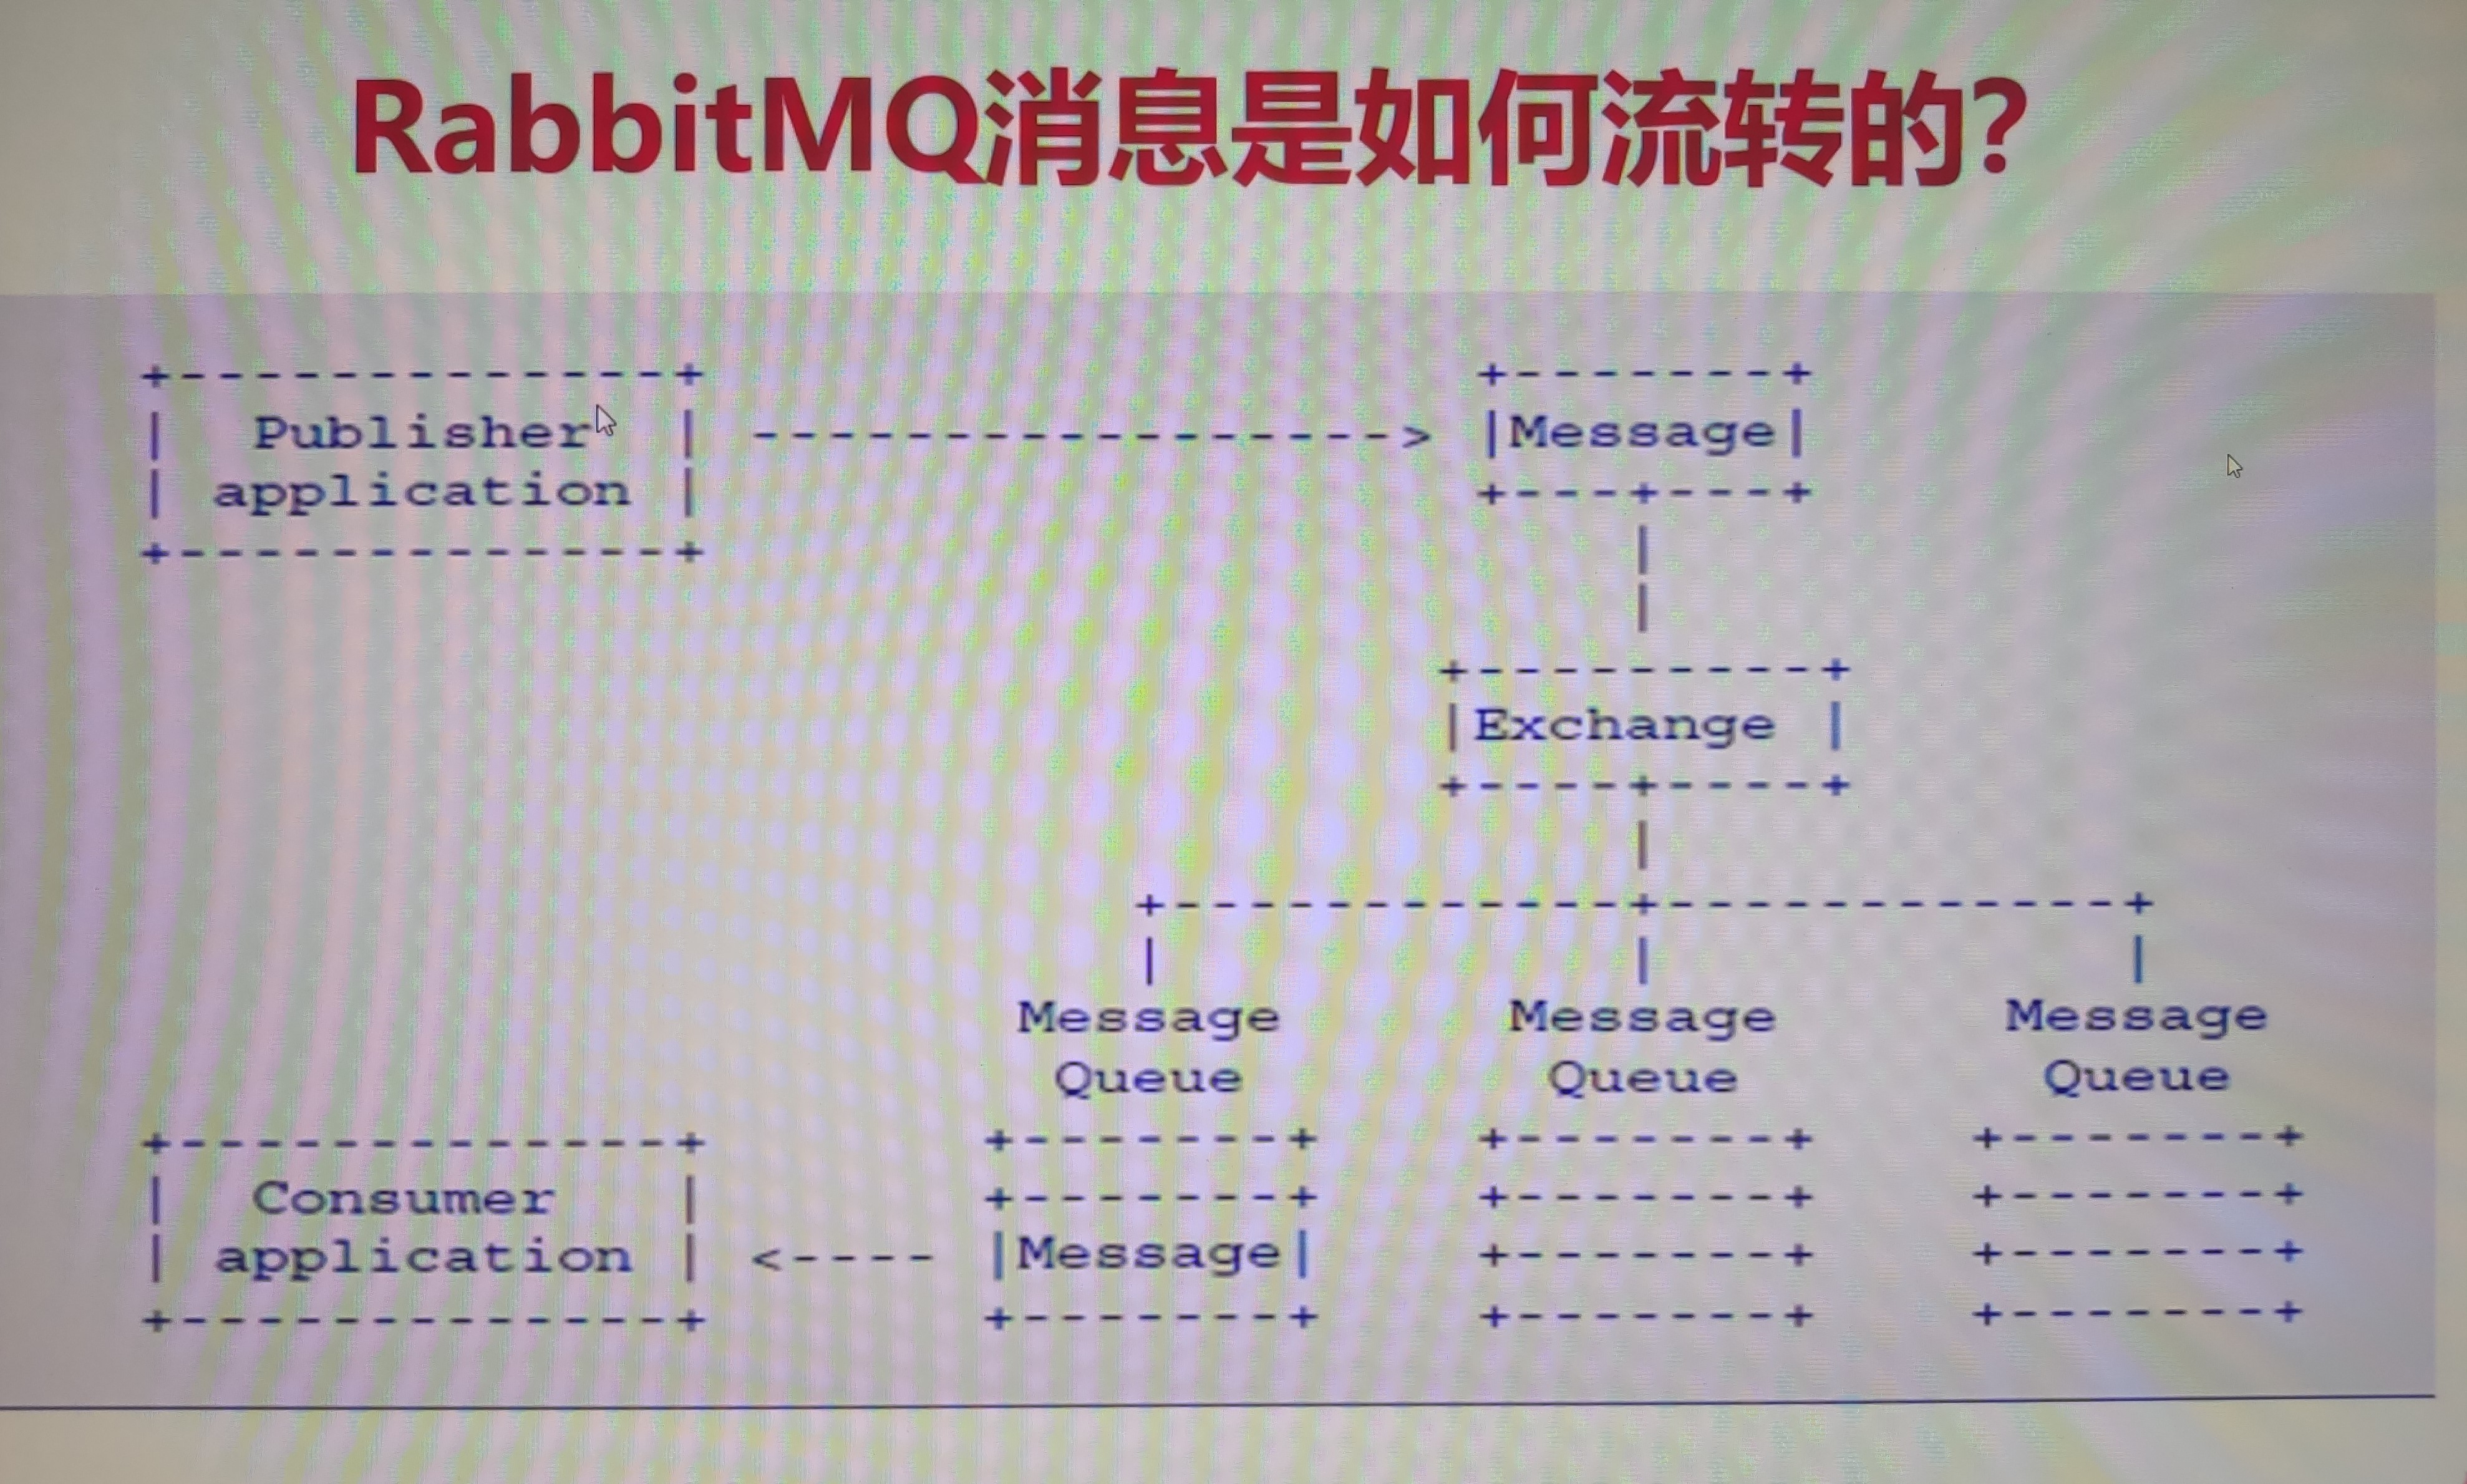 RabbitMQ消息是如何流转的?
+---------------+ +--------+
| Publisher | ------------------> |Message|
| application | +----+----+
+---------------+ |
|
+-----------+
|Exchange |
+-----+-----+
|
+-------------+-------------+
| | |
Message Message Message
Queue Queue Queue
+---------------+ +--------+ +--------+ +--------+
| Consumer | +--------+ +--------+ +--------+
| application | <----- |Message| +--------+ +--------+
+---------------+ +--------+ +--------+ +--------+